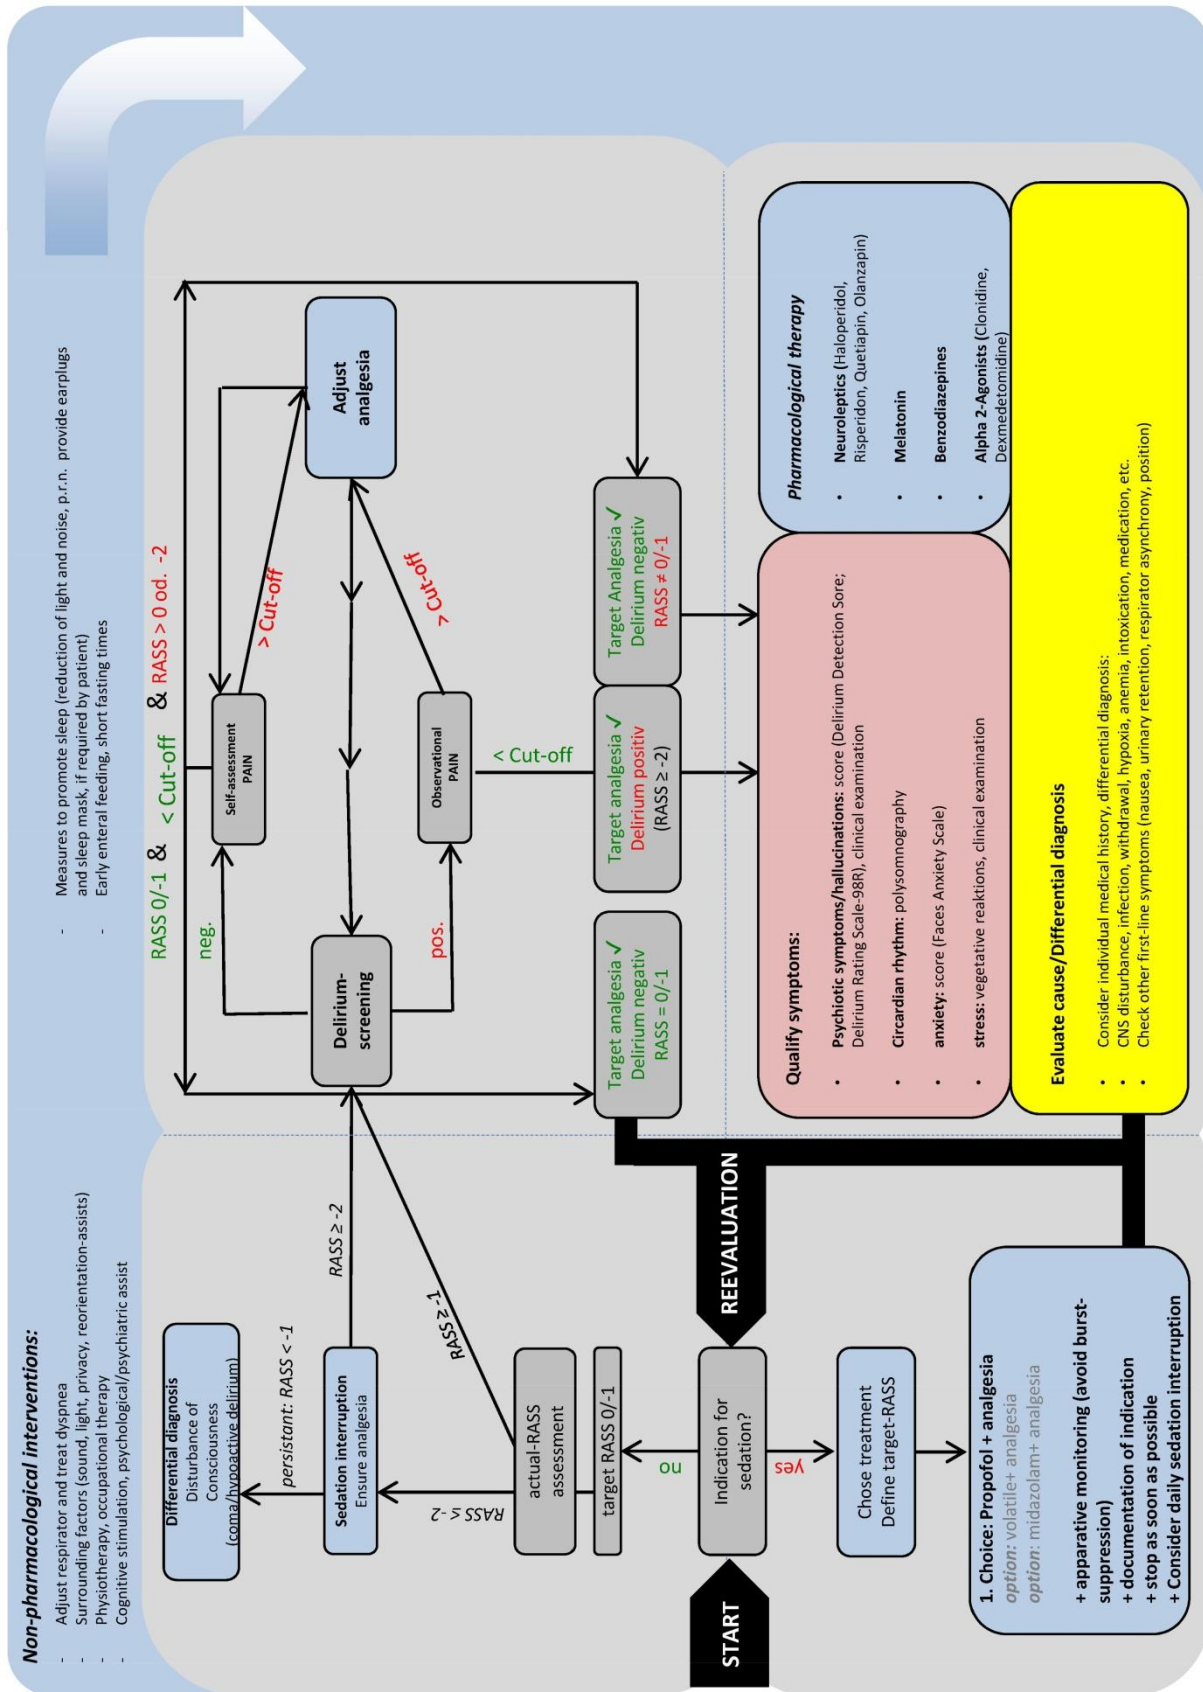 Non-pharmacological interventions:
- Adjust respirator and treat dyspnea
- Surrounding factors (sound, light, privacy, reorientation-assists)
- Physiotherapy, occupational therapy
- Cognitive stimulation, psychological/psychiatric assist
- Measures to promote sleep (reduction of light and noise, p.r.n. provide earplugs
and sleep mask, if required by patient)
- Early enteral feeding, short fasting times
Differential diagnosis
Disturbance of
Consciousness
(coma/hypoactive delirium)
persistant: RASS < -1
Sedation interruption
Ensure analgesia
RASS ≥ -2
RASS ≤ -2
RASS ≥ -1
actual-RASS
assessment
target RASS 0/-1
no
START
Indication for
sedation?
REEVALUATION
yes
Chose treatment
Define target-RASS
1. Choice: Propofol + analgesia
option: volatile+ analgesia
option: midazolam+ analgesia
+ apparative monitoring (avoid burst-
suppression)
+ documentation of indication
+ stop as soon as possible
+ Consider daily sedation interruption
RASS 0/-1 & < Cut-off & RASS > 0 od. -2
neg.
Self-assessment
PAIN
> Cut-off
Delirium-
screening
Adjust
analgesia
pos.
Observational
PAIN
> Cut-off
< Cut-off
Target analgesia ✓
Delirium negativ
RASS = 0/-1
Target analgesia ✓
Delirium positiv
(RASS ≥ -2)
Target Analgesia ✓
Delirium negativ
RASS ≠ 0/-1
Qualify symptoms:
• Psychiotic symptoms/hallucinations: score (Delirium Detection Sore;
Delirium Rating Scale-98R), clinical examination
• Circardian rhythm: polysomnography
• anxiety: score (Faces Anxiety Scale)
• stress: vegetative reaktions, clinical examination
Pharmacological therapy
• Neuroleptics (Haloperidol,
Risperidon, Quetiapin, Olanzapin)
• Melatonin
• Benzodiazepines
• Alpha 2-Agonists (Clonidine,
Dexmedetomidine)
Evaluate cause/Differential diagnosis
• Consider individual medical history, differential diagnosis:
• CNS disturbance, infection, withdrawal, hypoxia, anemia, intoxication, medication, etc.
• Check other first-line symptoms (nausea, urinary retention, respirator asynchrony, position)